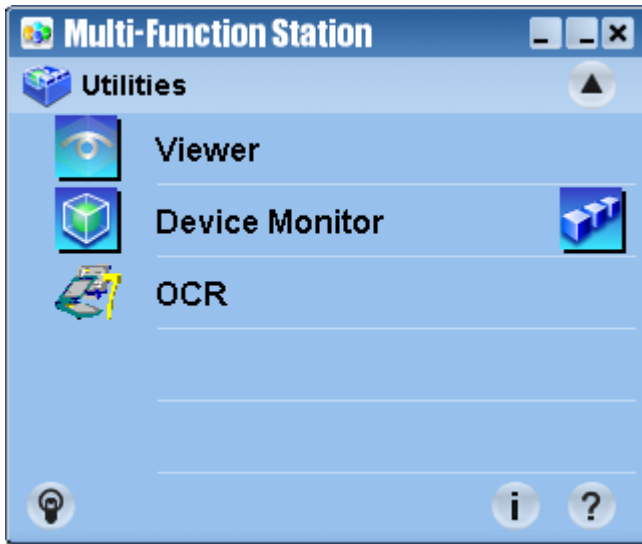 Multi-Function Station
Utilities
Viewer
Device Monitor
OCR
i ?